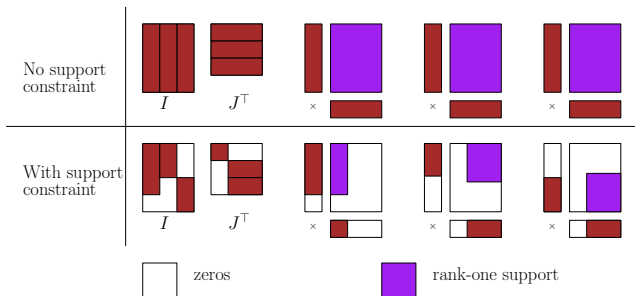 No support
constraint
I J⊤ × × ×
With support
constraint
I J⊤ × × ×
zeros rank-one support